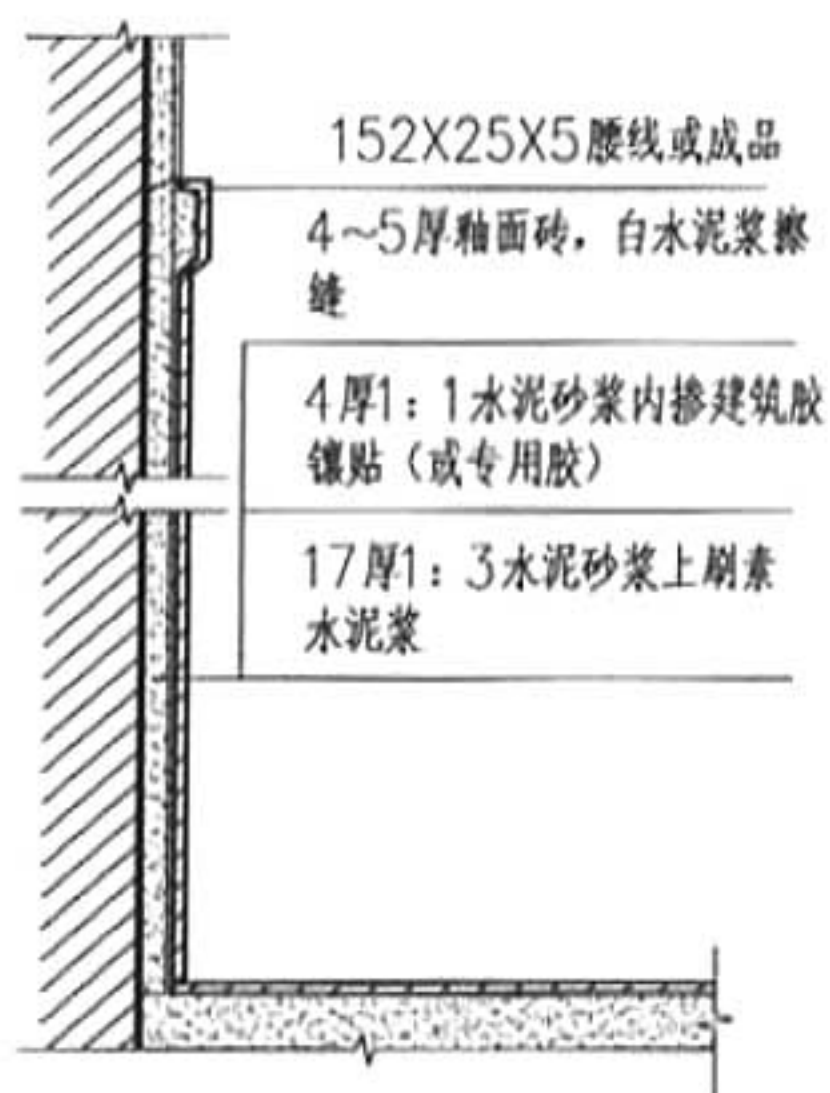 152X25X5腰线或成品
4~5厚釉面砖，白水泥浆擦
缝
4厚1：1水泥砂浆内掺建筑胶
镶贴（或专用胶）
17厚1：3水泥砂浆上刷素
水泥浆